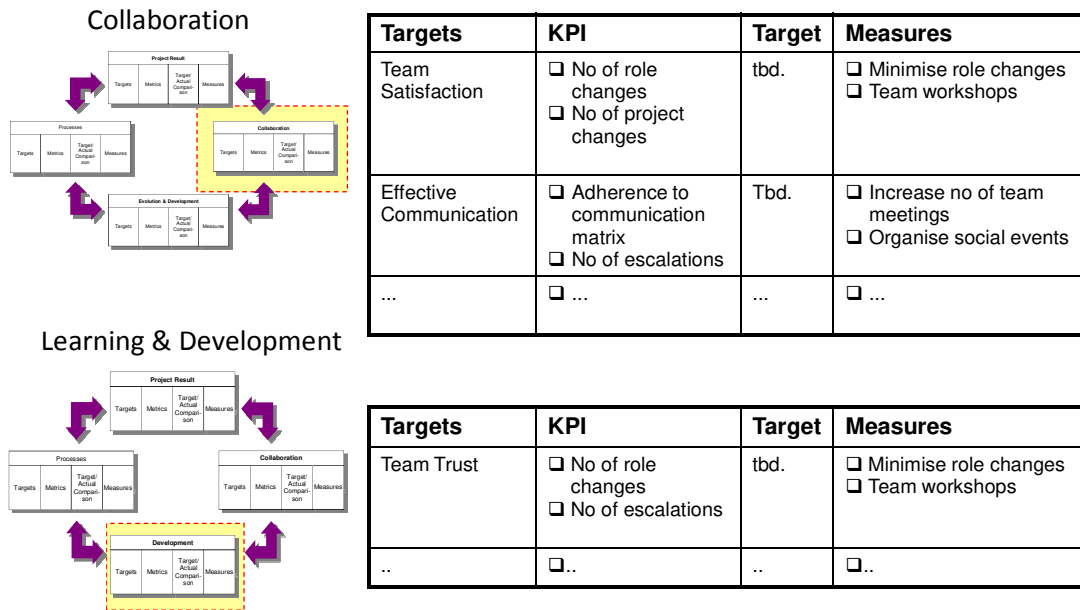 Collaboration
Project Result
Targets Metrics Target/ Actual Compari- son Measures
Processes
Targets Metrics Target/ Actual Compari- son Measures
Collaboration
Targets Metrics Target/ Actual Compari- son Measures
Evolution & Development
Targets Metrics Target/ Actual Compari- son Measures
Targets KPI Target Measures
Team Satisfaction
❑ No of role changes
❑ No of project changes
tbd.
❑ Minimise role changes
❑ Team workshops
Effective Communication
❑ Adherence to communication matrix
❑ No of escalations
Tbd.
❑ Increase no of team meetings
❑ Organise social events
... ❑ ... ... ❑ ...
Learning & Development
Project Result
Targets Metrics Target/ Actual Compari- son Measures
Processes
Targets Metrics Target/ Actual Compari- son Measures
Collaboration
Targets Metrics Target/ Actual Compari- son Measures
Development
Targets Metrics Target/ Actual Compari- son Measures
Targets KPI Target Measures
Team Trust
❑ No of role changes
❑ No of escalations
tbd.
❑ Minimise role changes
❑ Team workshops
.. ❑.. .. ❑..